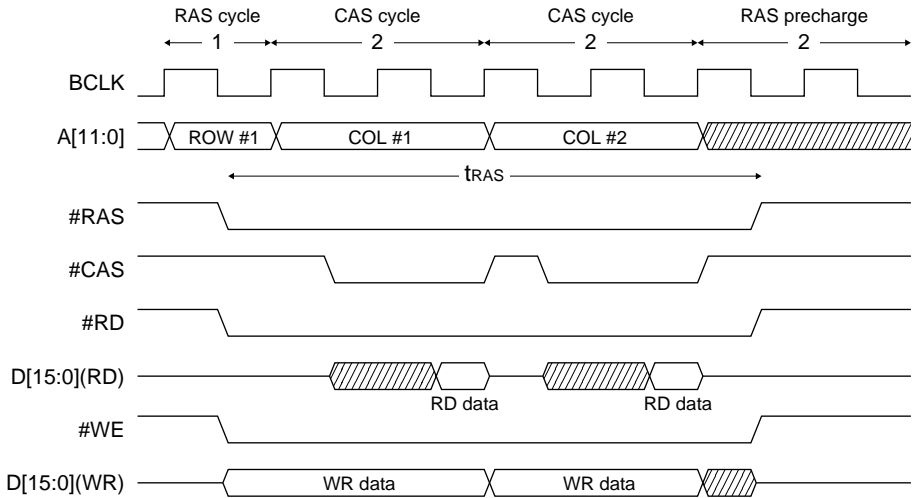 RAS cycle CAS cycle CAS cycle RAS precharge
1 2 2 2
BCLK
A[11:0] ROW #1 COL #1 COL #2
tRAS
#RAS
#CAS
#RD
D[15:0](RD)
RD data RD data
#WE
D[15:0](WR) WR data WR data